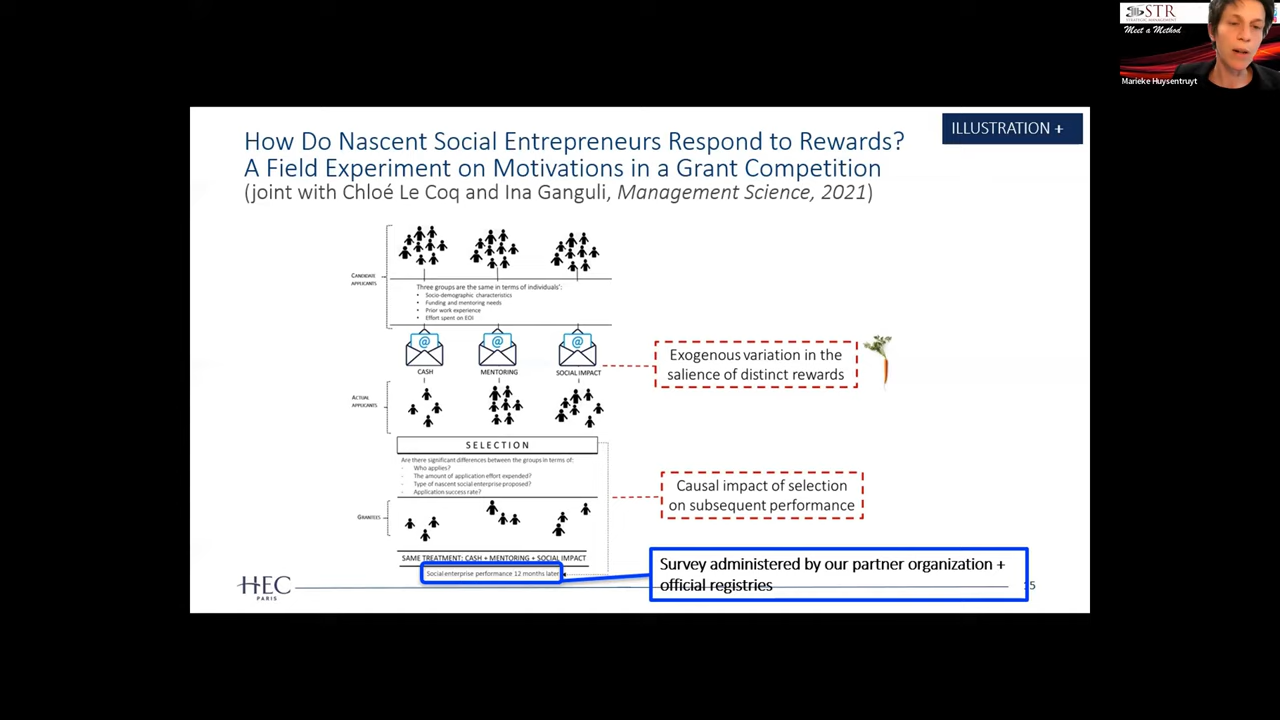 STR
STRATEGIC MANAGEMENT
Meet a Method
Marieke Huysentruyt
ILLUSTRATION +
How Do Nascent Social Entrepreneurs Respond to Rewards?
A Field Experiment on Motivations in a Grant Competition
(joint with Chloé Le Coq and Ina Ganguli, Management Science, 2021)
CANDIDATE
APPLICANTS
Three groups are the same in terms of individuals':
• Socio-demographic characteristics
• Funding and mentoring needs
• Prior work experience
• Effort spent on EOI
@ @ @
CASH MENTORING SOCIAL IMPACT
Exogenous variation in the
salience of distinct rewards
ACTUAL
APPLICANTS
SELECTION
Are there significant differences between the groups in terms of:
- Who applies?
- The amount of application effort expended?
- Type of nascent social enterprise proposed?
- Application success rate?
Causal impact of selection
on subsequent performance
GRANTEES
SAME TREATMENT: CASH + MENTORING + SOCIAL IMPACT
Social enterprise performance 12 months later
Survey administered by our partner organization +
official registries
HEC
PARIS